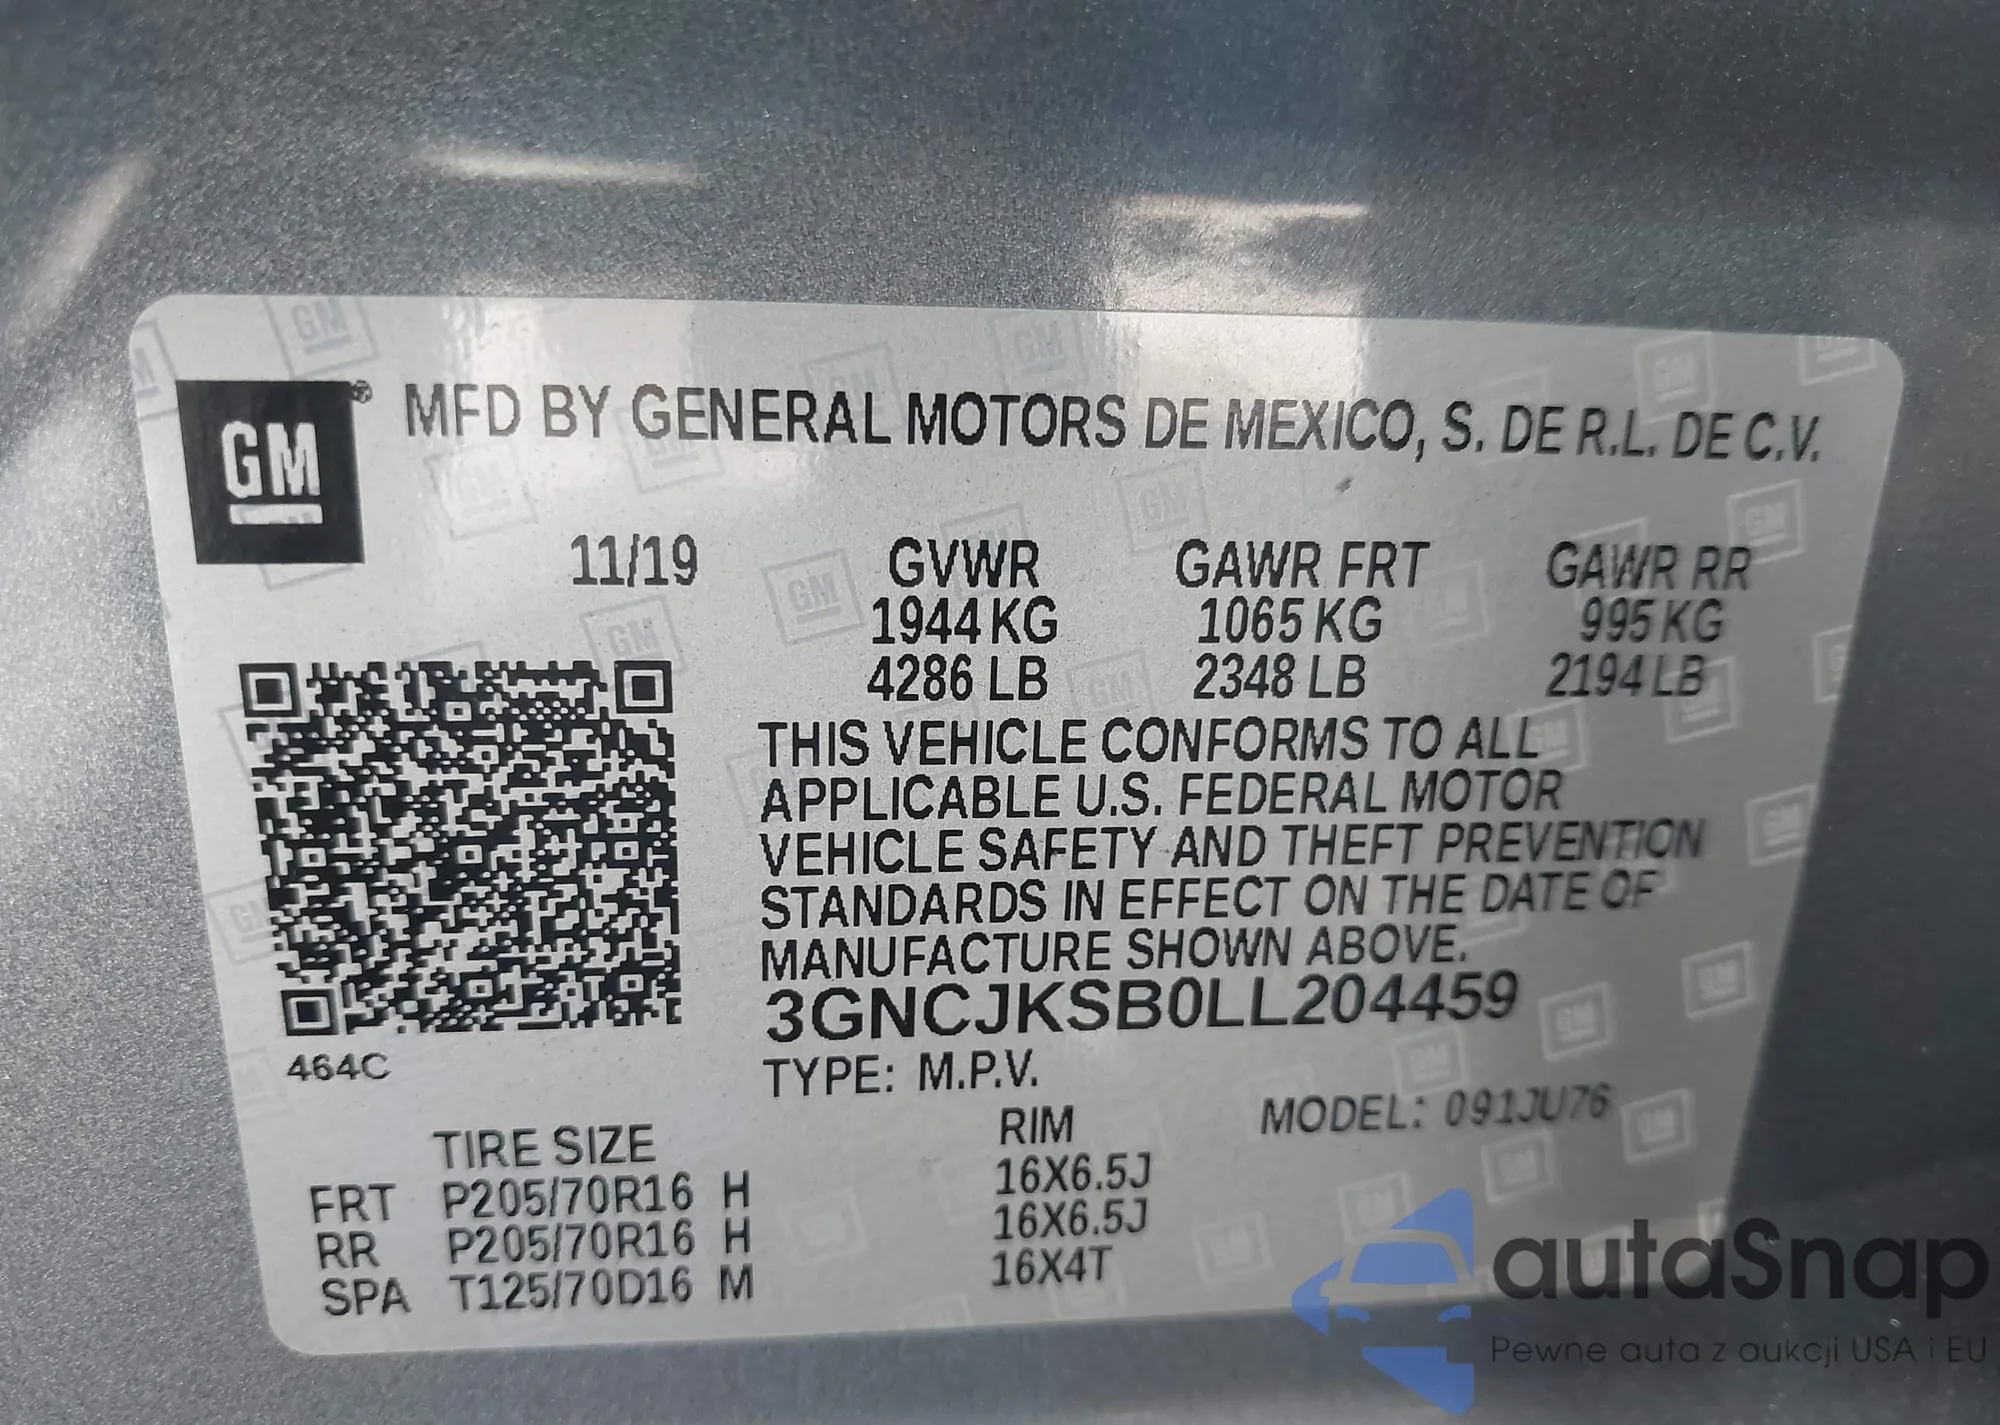 GM® MFD BY GENERAL MOTORS DE MEXICO, S. DE R.L. DE C.V.
11/19 GVWR GAWR FRT GAWR RR
1944 KG 1065 KG 995 KG
4286 LB 2348 LB 2194 LB
THIS VEHICLE CONFORMS TO ALL
APPLICABLE U.S. FEDERAL MOTOR
VEHICLE SAFETY AND THEFT PREVENTION
STANDARDS IN EFFECT ON THE DATE OF
MANUFACTURE SHOWN ABOVE.
3GNCJKSB0LL204459
464C
TYPE: M.P.V.
MODEL: 091JU76
TIRE SIZE RIM
FRT P205/70R16 H 16X6.5J
RR P205/70R16 H 16X6.5J
SPA T125/70D16 M 16X4T
autaSnap
Pewne auta z aukcji USA i EU